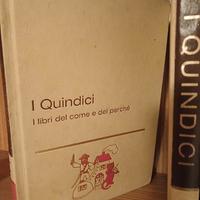 I Quindici
I libri del come e del perché
I QUINDICI